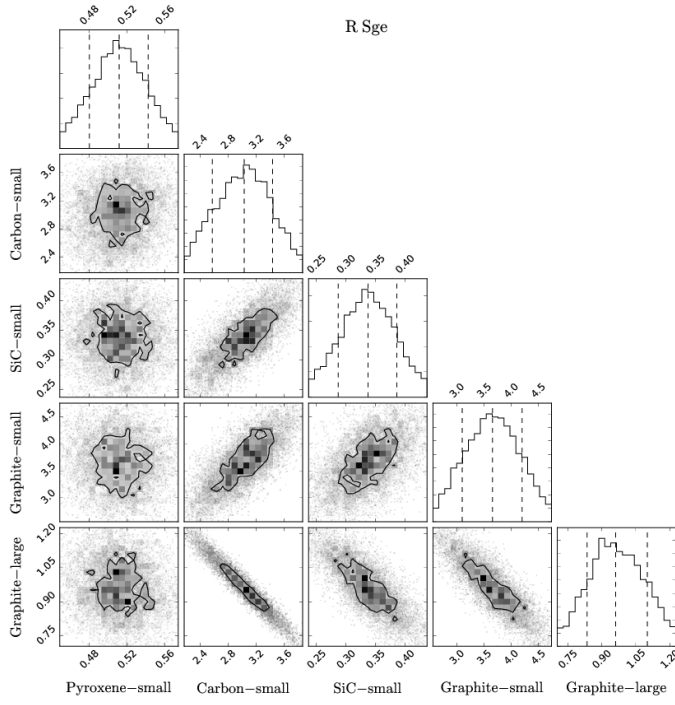 R Sge
0.48 0.52 0.56
2.4 2.8 3.2 3.6
Carbon−small
3.6
3.2
2.8
2.4
0.25 0.30 0.35 0.40
SiC−small
0.40
0.35
0.30
0.25
3.0 3.5 4.0 4.5
Graphite−small
4.5
4.0
3.5
3.0
0.75 0.90 1.05 1.20
Graphite−large
1.20
1.05
0.90
0.75
0.48 0.52 0.56
2.4 2.8 3.2 3.6
0.25 0.30 0.35 0.40
3.0 3.5 4.0 4.5
0.75 0.90 1.05 1.20
Pyroxene−small Carbon−small SiC−small Graphite−small Graphite−large